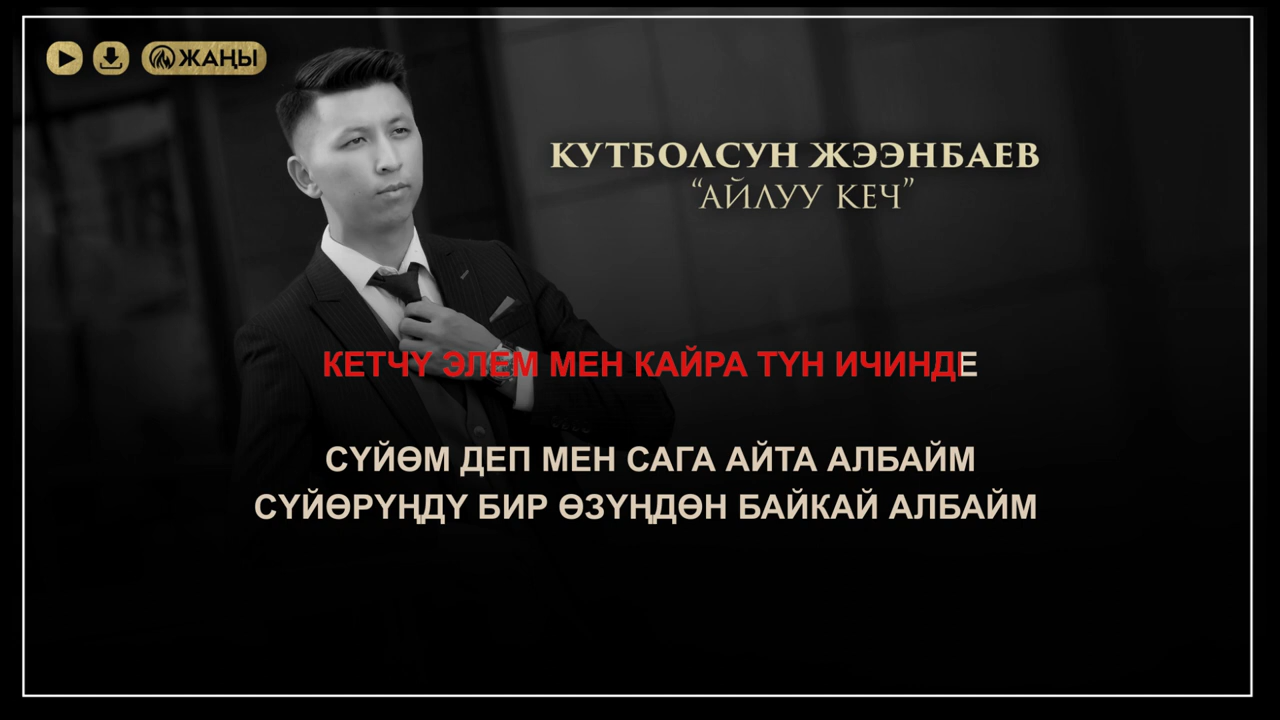 ЖАҢЫ
КУТБОЛСУН ЖЭЭНБАЕВ
“АЙЛУУ КЕЧ”
КЕТЧҮ ЭЛЕМ МЕН КАЙРА ТҮН ИЧИНДЕ
СҮЙӨМ ДЕП МЕН САГА АЙТА АЛБАЙМ
СҮЙӨРҮҢДҮ БИР ӨЗҮҢДӨН БАЙКАЙ АЛБАЙМ